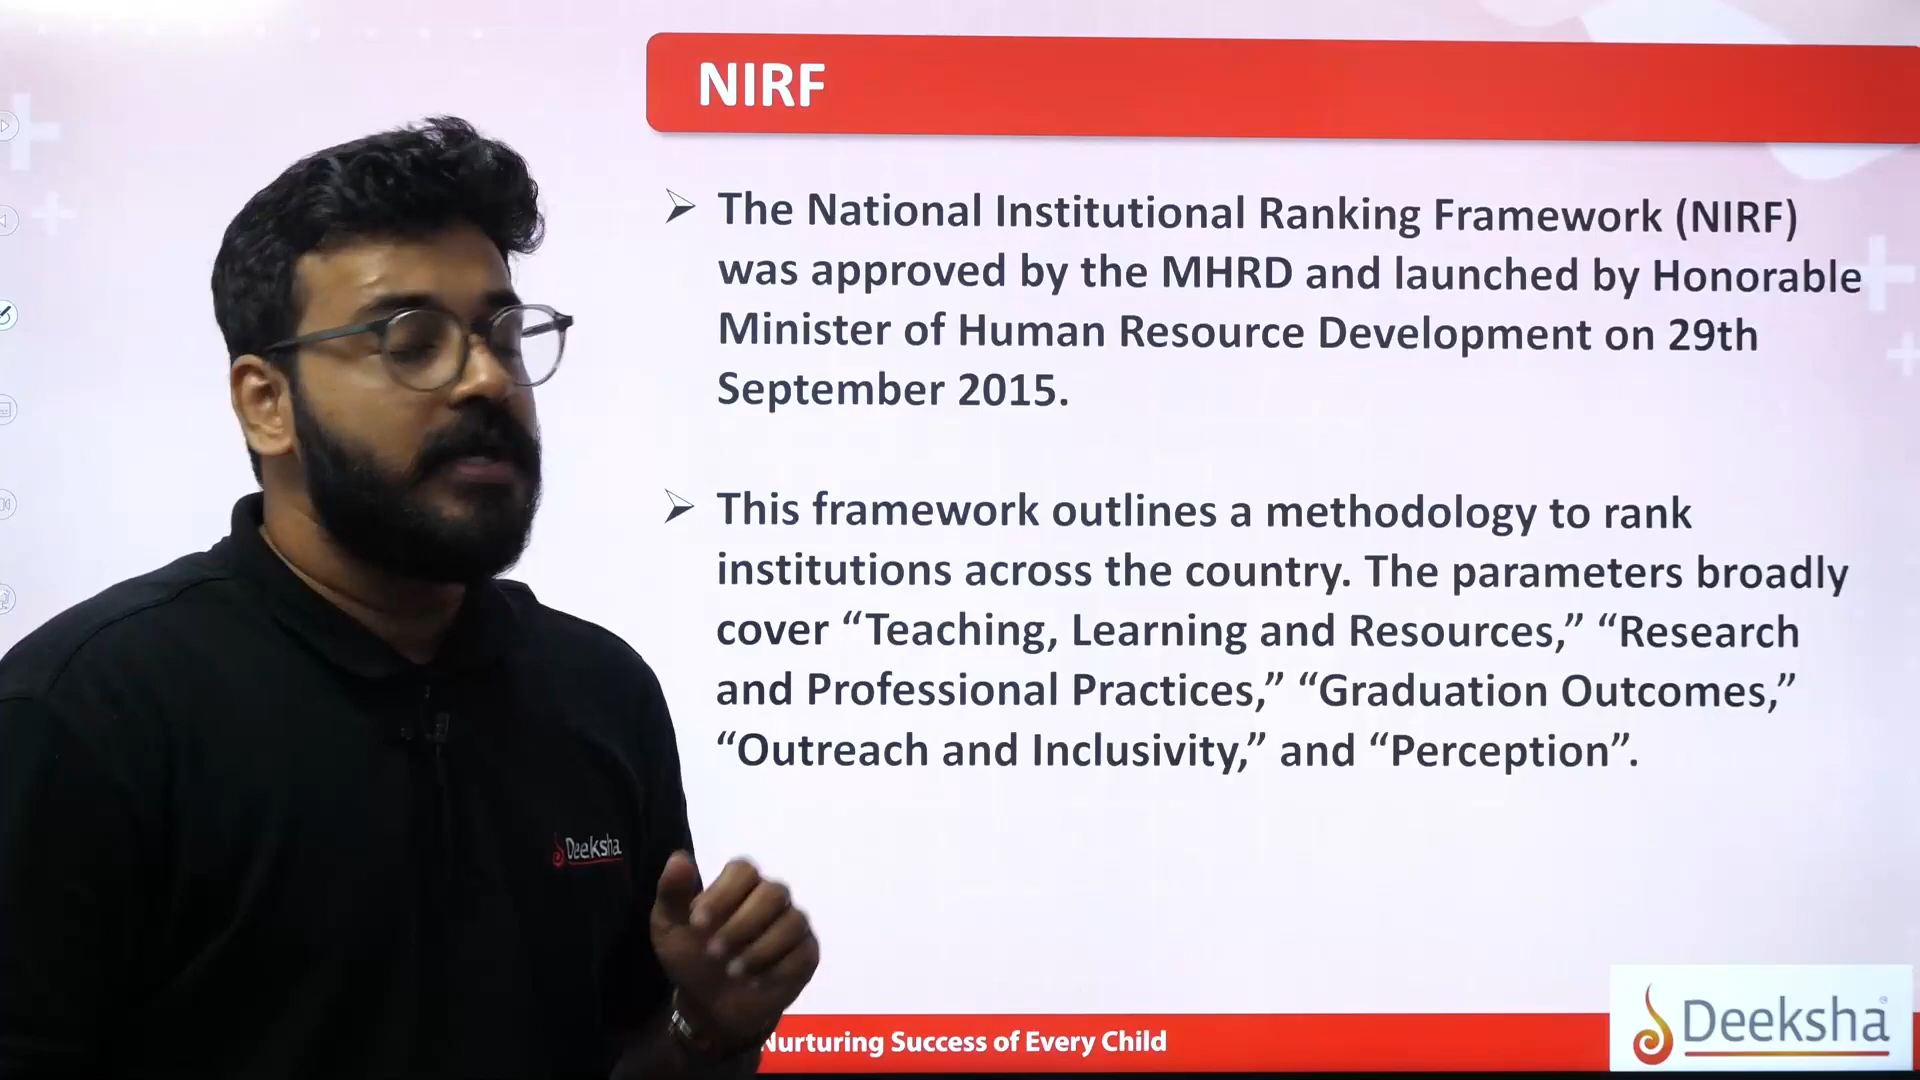 NIRF
The National Institutional Ranking Framework (NIRF)
was approved by the MHRD and launched by Honorable
Minister of Human Resource Development on 29th
September 2015.
This framework outlines a methodology to rank
institutions across the country. The parameters broadly
cover “Teaching, Learning and Resources,” “Research
and Professional Practices,” “Graduation Outcomes,”
“Outreach and Inclusivity,” and “Perception”.
Deeksha
Nurturing Success of Every Child
Deeksha